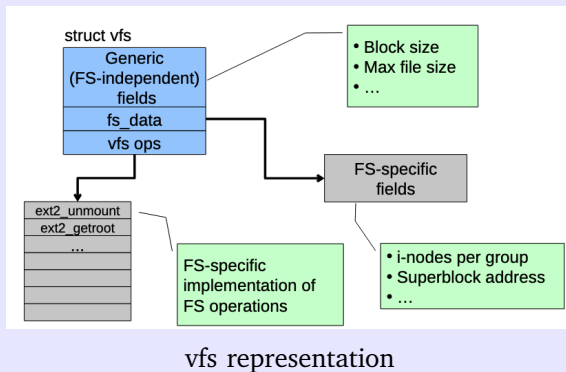 struct vfs
Generic
(FS-independent)
fields
fs_data
vfs ops
• Block size
• Max file size
• ...
FS-specific
fields
ext2_unmount
ext2_getroot
...
FS-specific
implementation of
FS operations
• i-nodes per group
• Superblock address
• ...
vfs representation